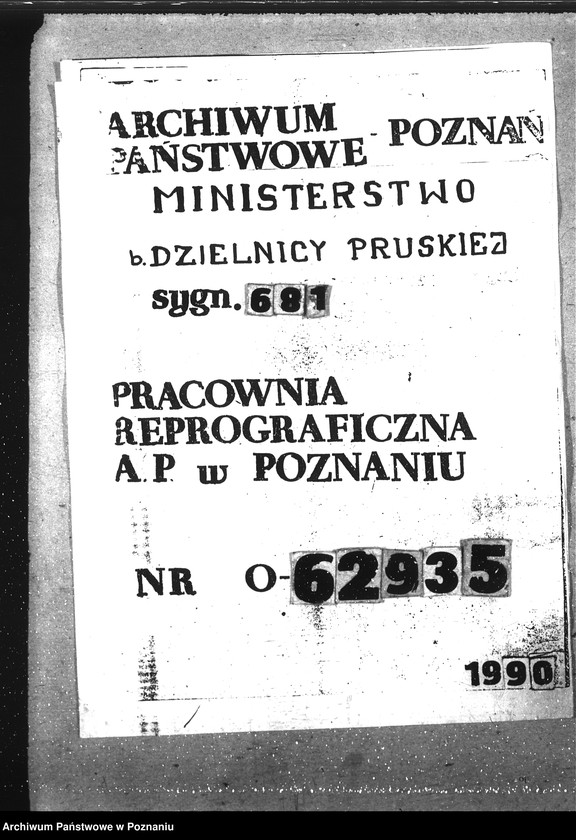 ARCHIWUM
PAŃSTWOWE - POZNAŃ
MINISTERSTWO
b. DZIELNICY PRUSKIEJ
sygn. 681
PRACOWNIA
REPROGRAFICZNA
A.P. w POZNANIU
NR O-62935
1990
Archiwum Państwowe w Poznaniu